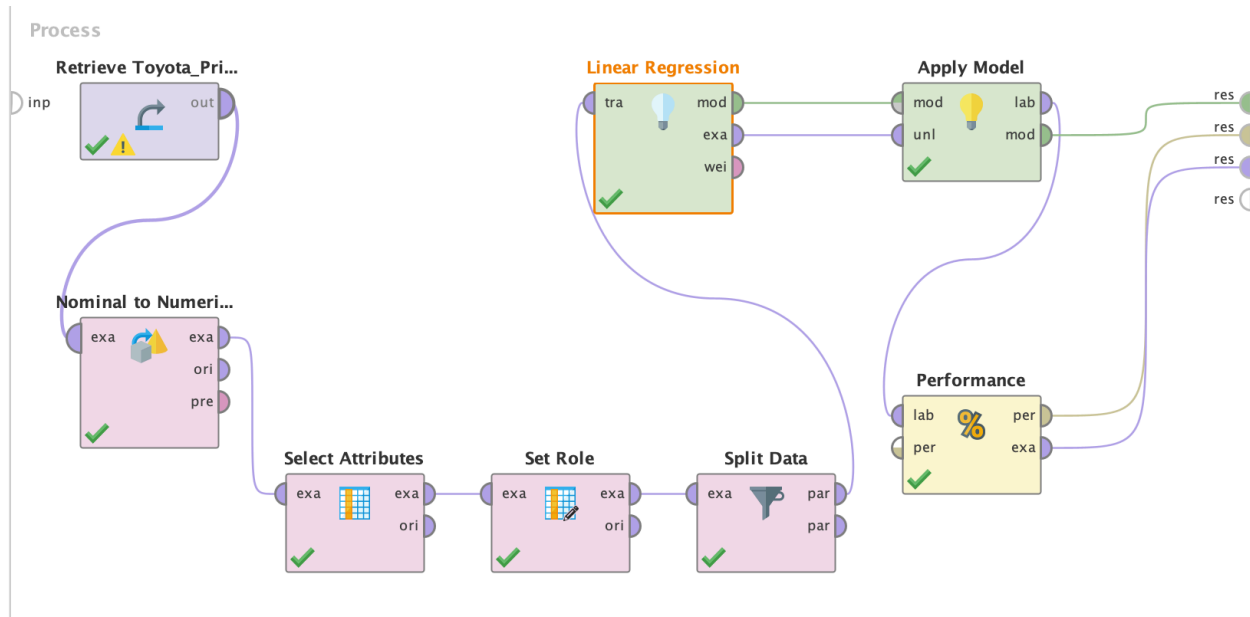 Process
Retrieve Toyota_Pri...
inp
out
Linear Regression
tra
mod
exa
wei
Apply Model
mod
lab
unl
mod
res
res
res
res
Nominal to Numeri...
exa
exa
ori
pre
Select Attributes
exa
exa
ori
Set Role
exa
exa
ori
Split Data
exa
par
par
Performance
%
lab
per
per
exa